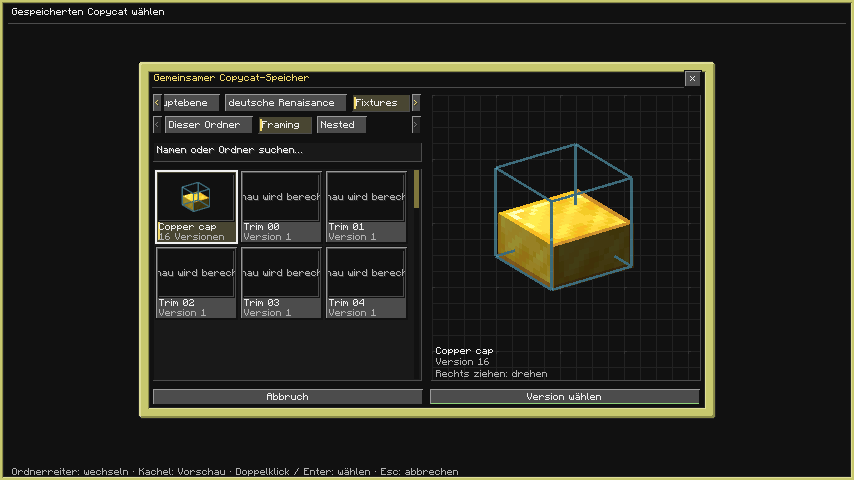 Gespeicherten Copycat wählen
Gemeinsamer Copycat-Speicher
x
< uptebene deutsche Renaissance Fixtures >
< Dieser Ordner Framing Nested >
Namen oder Ordner suchen...
Copper cap
16 Versionen
hau wird berech
Trim 00
Version 1
hau wird berech
Trim 01
Version 1
hau wird berech
Trim 02
Version 1
hau wird berech
Trim 03
Version 1
hau wird berech
Trim 04
Version 1
Copper cap
Version 16
Rechts ziehen: drehen
Abbruch
Version wählen
Ordnerreiter: wechseln · Kachel: Vorschau · Doppelklick / Enter: wählen · Esc: abbrechen